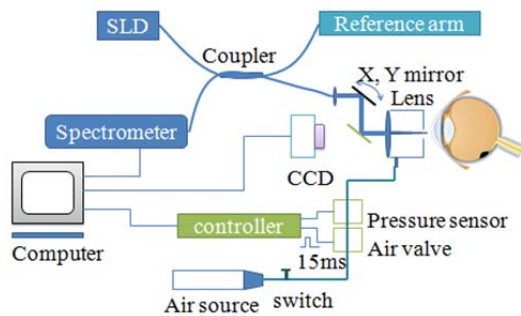 SLD
Reference arm
Coupler
X, Y mirror
Lens
Spectrometer
CCD
Computer
controller
Pressure sensor
Air valve
15ms
Air source
switch